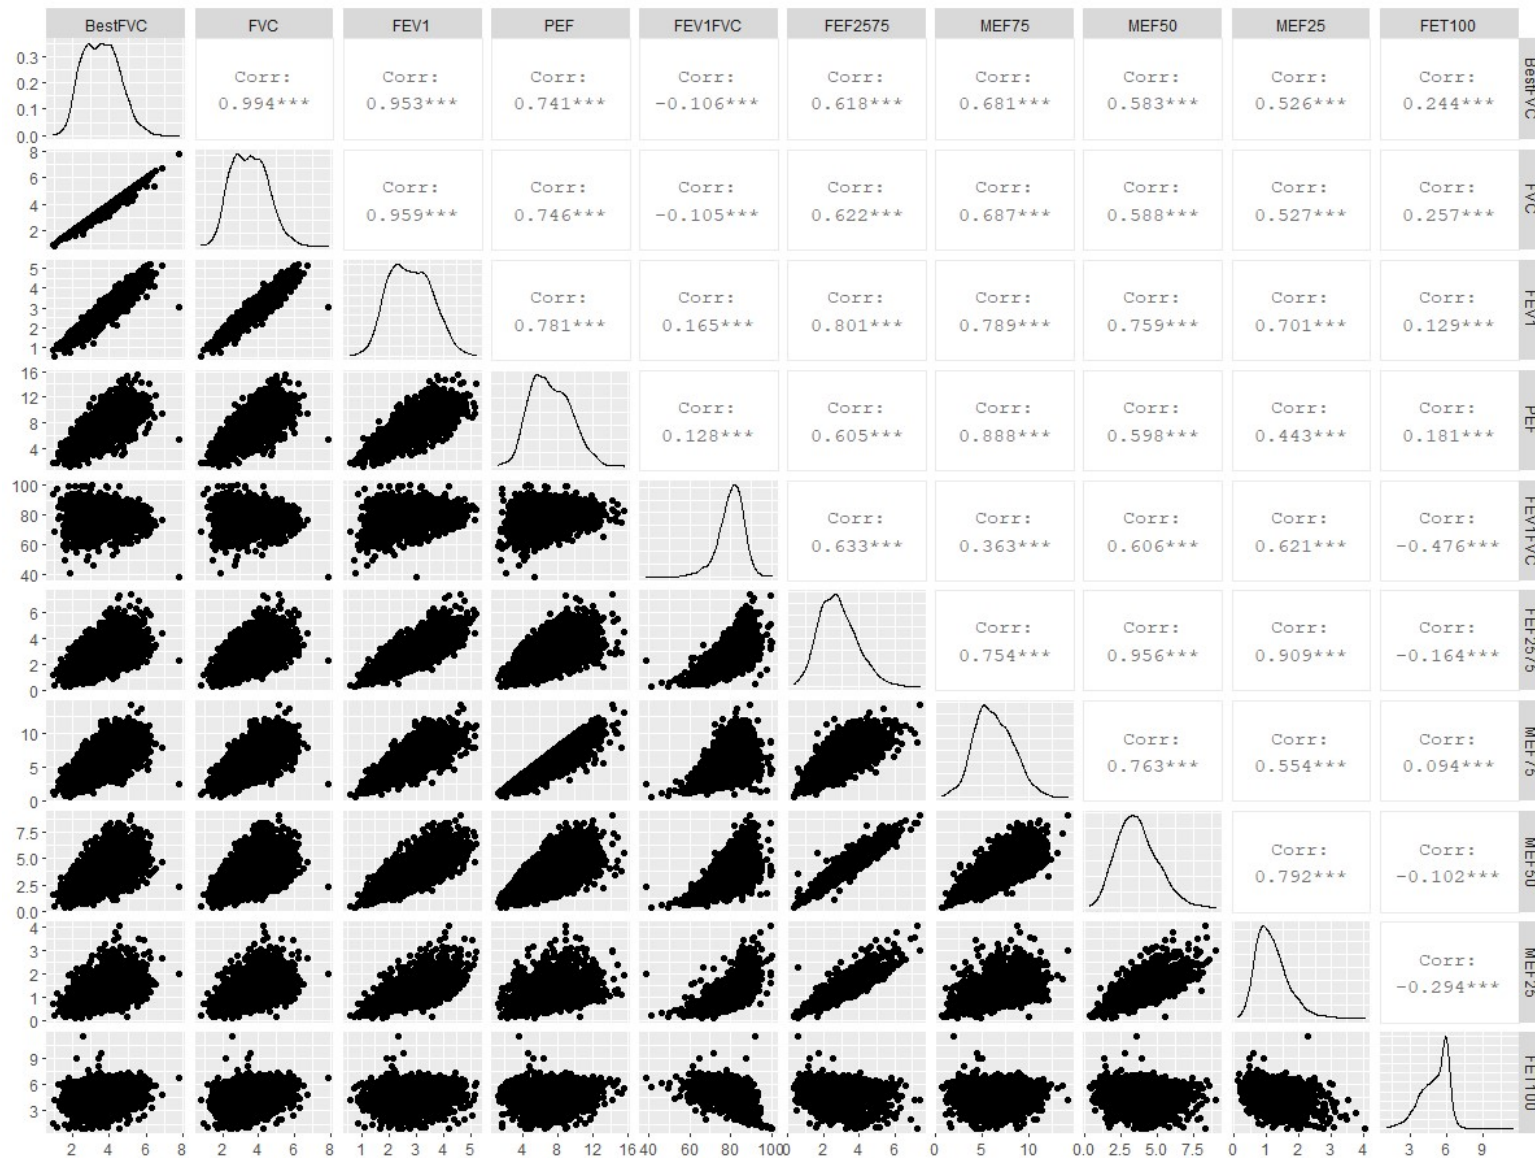 BestFVC FVC FEV1 PEF FEV1FVC FEF2575 MEF75 MEF50 MEF25 FET100
0.3 0.2 0.1 0.0
Corr: Corr: Corr: Corr: Corr: Corr: Corr: Corr: Corr:
0.994*** 0.953*** 0.741*** -0.106*** 0.618*** 0.681*** 0.583*** 0.526*** 0.244***
BestFVC
8 6 4 2
Corr: Corr: Corr: Corr: Corr: Corr: Corr: Corr:
0.959*** 0.746*** -0.105*** 0.622*** 0.687*** 0.588*** 0.527*** 0.257***
FVC
5 4 3 2 1
Corr: Corr: Corr: Corr: Corr: Corr: Corr:
0.781*** 0.165*** 0.801*** 0.789*** 0.759*** 0.701*** 0.129***
FEV1
16 12 8 4
Corr: Corr: Corr: Corr: Corr: Corr:
0.128*** 0.605*** 0.888*** 0.598*** 0.443*** 0.181***
PEF
100 80 60 40
Corr: Corr: Corr: Corr: Corr:
0.633*** 0.363*** 0.606*** 0.621*** -0.476***
FEV1FVC
6 4 2 0
Corr: Corr: Corr: Corr:
0.754*** 0.956*** 0.909*** -0.164***
FEF2575
10 5 0
Corr: Corr: Corr:
0.763*** 0.554*** 0.094***
MEF75
7.5 5.0 2.5 0.0
Corr: Corr:
0.792*** -0.102***
MEF50
4 3 2 1 0
Corr:
-0.294***
MEF25
9 6 3
FET100
2 4 6 8 2 4 6 8 1 2 3 4 5 4 8 12 16 40 60 80 100 0 2 4 6 0 5 10 0.0 2.5 5.0 7.5 0 1 2 3 4 3 6 9